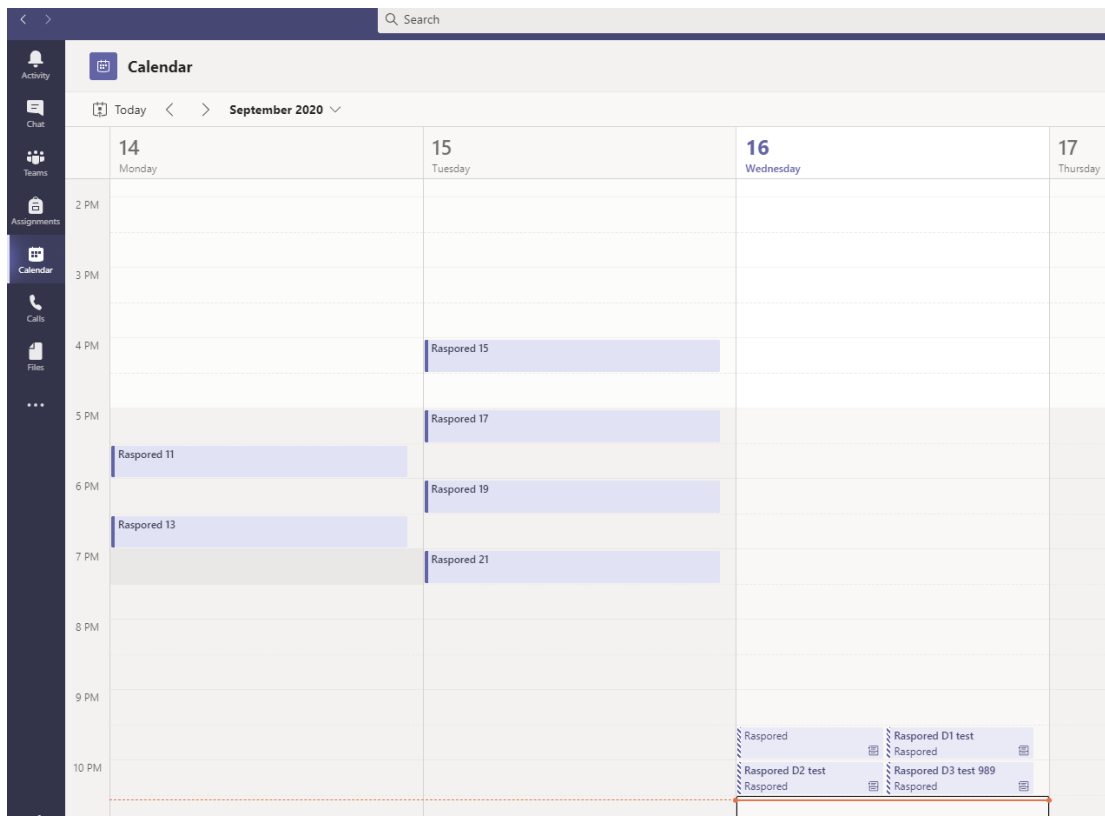 Search
Activity
Chat
Teams
Assignments
Calendar
Calls
Files
Calendar
Today
September 2020
14
Monday
15
Tuesday
16
Wednesday
17
Thursday
2 PM
3 PM
4 PM
5 PM
6 PM
7 PM
8 PM
9 PM
10 PM
Raspored 11
Raspored 13
Raspored 15
Raspored 17
Raspored 19
Raspored 21
Raspored
Raspored D1 test
Raspored
Raspored D2 test
Raspored
Raspored D3 test 989
Raspored